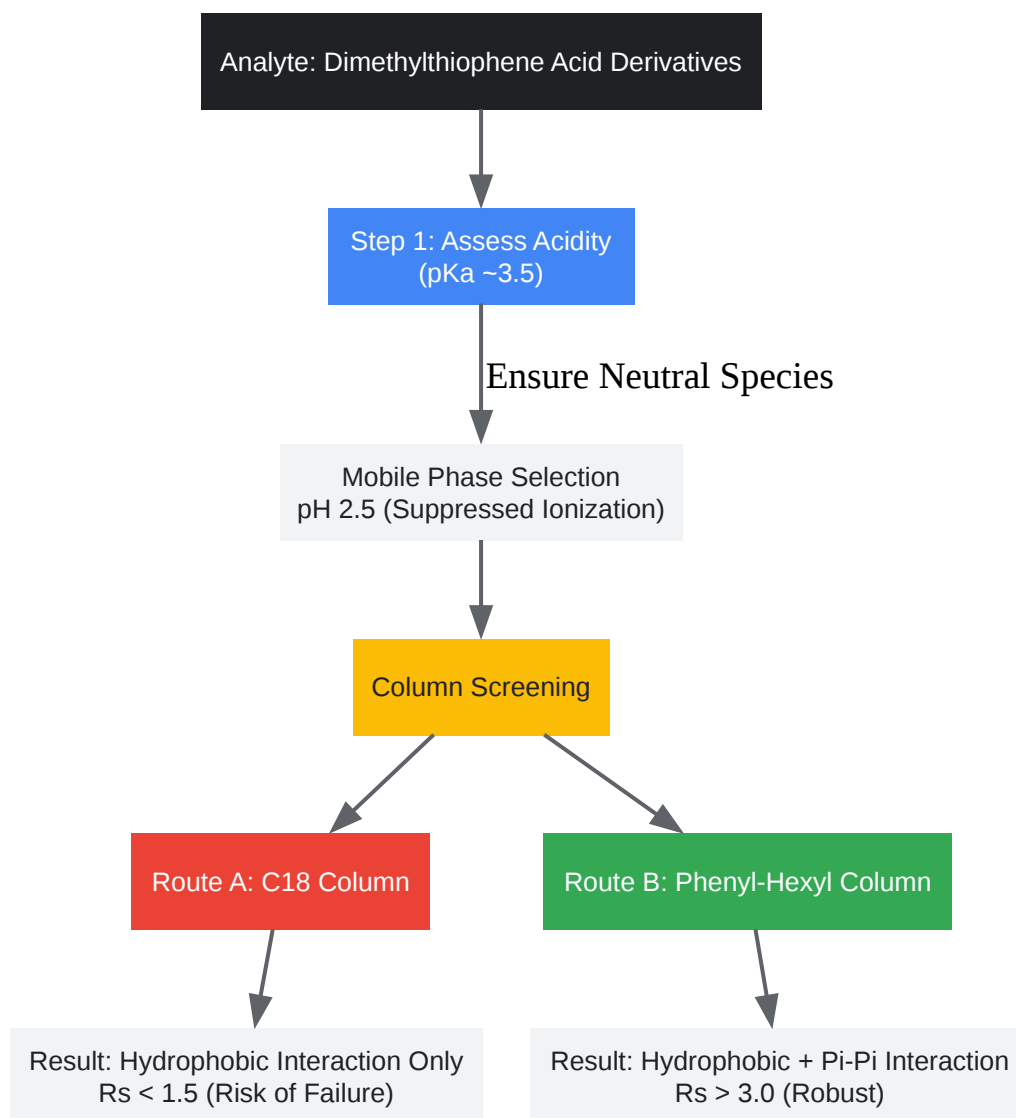 Analyte: Dimethylthiophene Acid Derivatives
Step 1: Assess Acidity
(pKa ~3.5)
Ensure Neutral Species
Mobile Phase Selection
pH 2.5 (Suppressed Ionization)
Column Screening
Route A: C18 Column
Route B: Phenyl-Hexyl Column
Result: Hydrophobic Interaction Only
Rs < 1.5 (Risk of Failure)
Result: Hydrophobic + Pi-Pi Interaction
Rs > 3.0 (Robust)